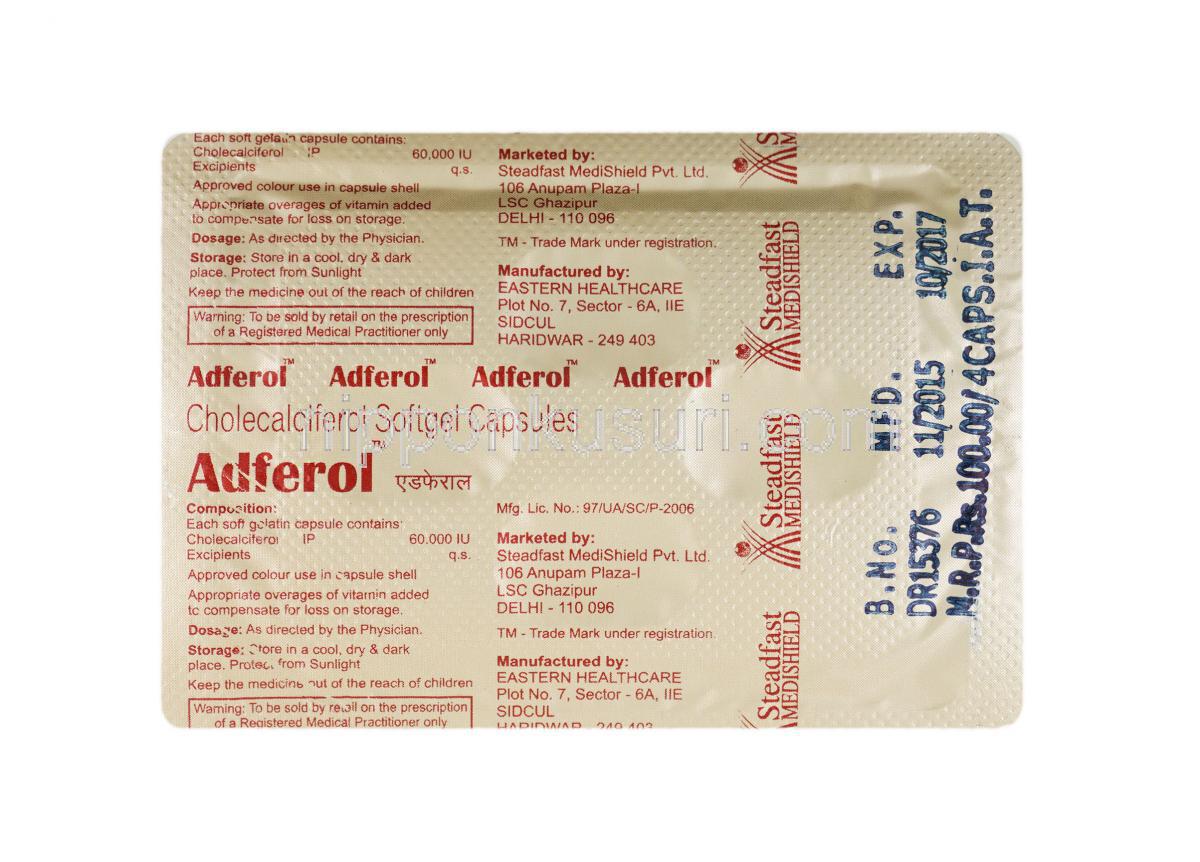 Each soft gelatin capsule contains:
Cholecalciferol IP 60,000 IU
Excipients q.s.
Approved colour use in capsule shell
Appropriate overages of vitamin added
to compensate for loss on storage.
Dosage: As directed by the Physician.
Storage: Store in a cool, dry & dark
place. Protect from Sunlight
Keep the medicine out of the reach of children
Warning: To be sold by retail on the prescription
of a Registered Medical Practitioner only
Marketed by:
Steadfast MediShield Pvt. Ltd.
106 Anupam Plaza-I
LSC Ghazipur
DELHI - 110 096
TM - Trade Mark under registration.
Manufactured by:
EASTERN HEALTHCARE
Plot No. 7, Sector - 6A, IIE
SIDCUL
HARIDWAR - 249 403
Adferol™ Adferol™ Adferol™ Adferol™
Cholecalciferol Softgel Capsules
Adferol™ एडफेराल
Composition:
Each soft gelatin capsule contains:
Cholecalciferol IP 60.000 IU
Excipients q.s.
Approved colour use in capsule shell
Appropriate overages of vitamin added
to compensate for loss on storage.
Dosage: As directed by the Physician.
Storage: Store in a cool, dry & dark
place. Protect from Sunlight
Keep the medicine out of the reach of children
Warning: To be sold by retail on the prescription
of a Registered Medical Practitioner only
Mfg. Lic. No.: 97/UA/SC/P-2006
Marketed by:
Steadfast MediShield Pvt. Ltd.
106 Anupam Plaza-I
LSC Ghazipur
DELHI - 110 096
TM - Trade Mark under registration.
Manufactured by:
EASTERN HEALTHCARE
Plot No. 7, Sector - 6A, IIE
SIDCUL
HARIDWAR - 249 403
Steadfast
MEDISHIELD
Steadfast
MEDISHIELD
Steadfast
MEDISHIELD
B.No. MFD. EXP.
DR15376 11/2015 10/2017
M.R.P.Rs.100.00/4CAPS.I.A.T.
nipponkusuri.com